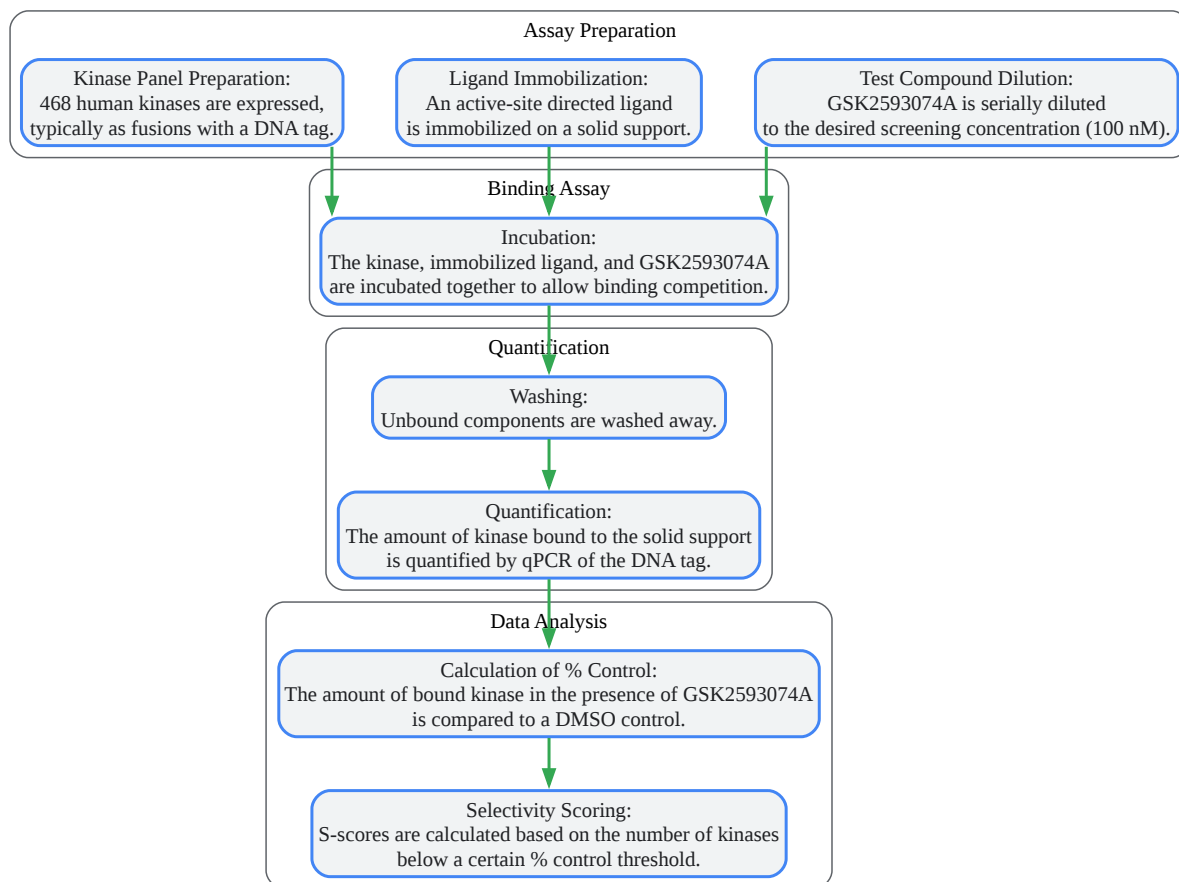 Assay Preparation
Kinase Panel Preparation:
468 human kinases are expressed,
typically as fusions with a DNA tag.
Ligand Immobilization:
An active-site directed ligand
is immobilized on a solid support.
Test Compound Dilution:
GSK2593074A is serially diluted
to the desired screening concentration (100 nM).
Binding Assay
Incubation:
The kinase, immobilized ligand, and GSK2593074A
are incubated together to allow binding competition.
Quantification
Washing:
Unbound components are washed away.
Quantification:
The amount of kinase bound to the solid support
is quantified by qPCR of the DNA tag.
Data Analysis
Calculation of % Control:
The amount of bound kinase in the presence of GSK2593074A
is compared to a DMSO control.
Selectivity Scoring:
S-scores are calculated based on the number of kinases
below a certain % control threshold.